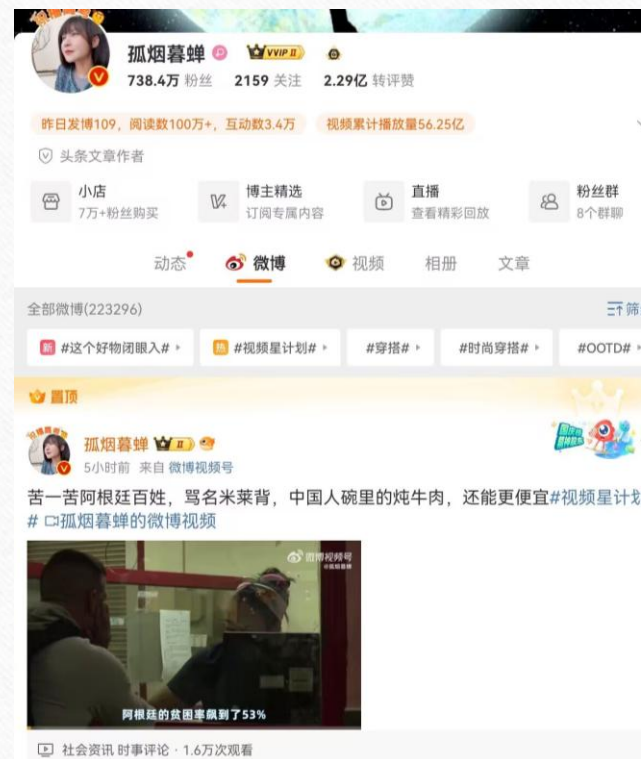 孤烟暮蝉 VVIP II
738.4万 粉丝 2159 关注 2.29亿 转评赞
昨日发博109，阅读数100万+，互动数3.4万 视频累计播放量56.25亿
头条文章作者
小店 博主精选 直播 粉丝群
7万+粉丝购买 订阅专属内容 查看精彩回放 8个群聊
动态 微博 视频 相册 文章
全部微博(223296)
新 #这个好物闭眼入# 热 #视频星计划# #穿搭# #时尚穿搭# #OOTD#
置顶
孤烟暮蝉 II
5小时前 来自 微博视频号
苦一苦阿根廷百姓，骂名米莱背，中国人碗里的炖牛肉，还能更便宜#视频星计划
# 孤烟暮蝉的微博视频
微博视频号
@孤烟暮蝉
阿根廷的贫困率飙到了53%
社会资讯 时事评论 · 1.6万次观看